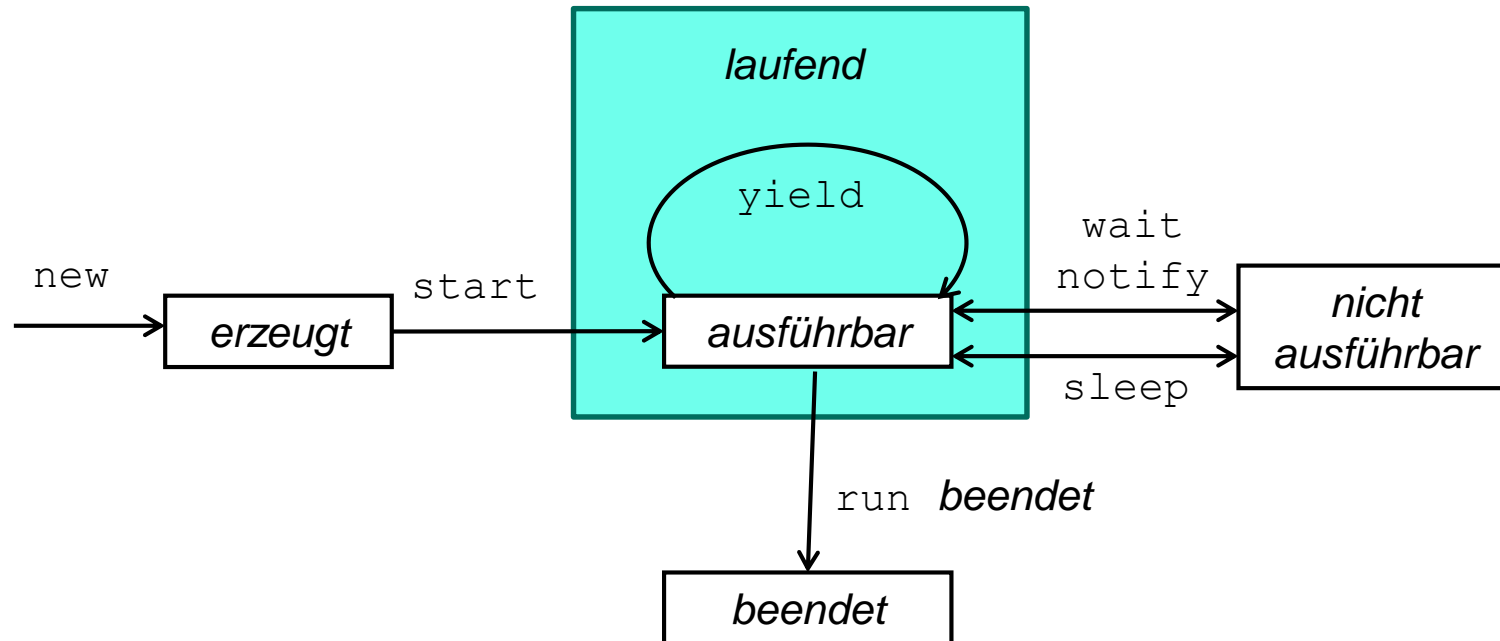 laufend
yield
wait
new
start
notify
erzeugt
ausführbar
nicht
ausführbar
sleep
run beendet
beendet